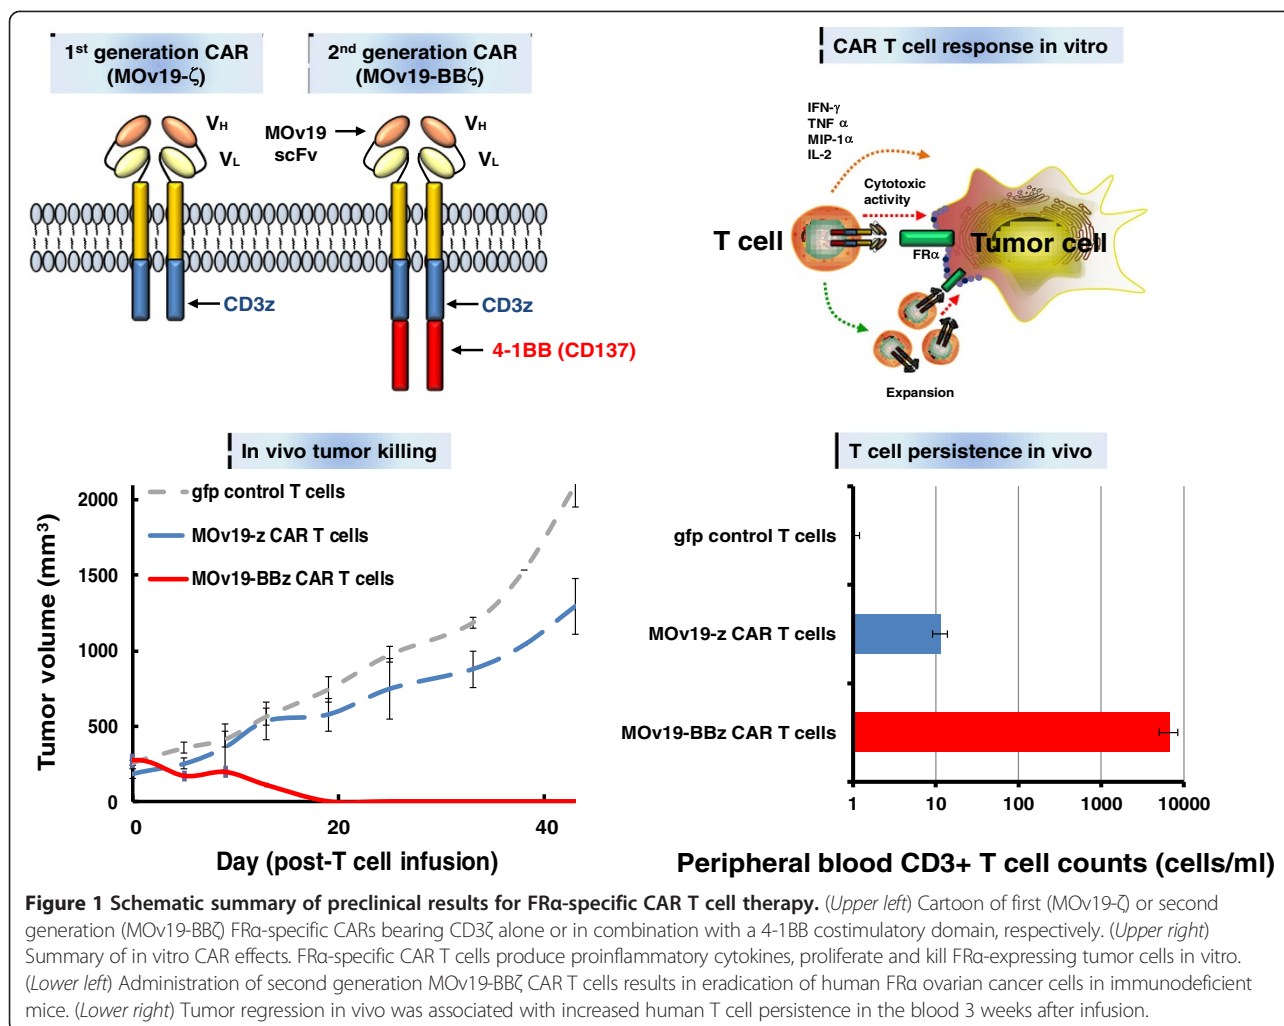 1st generation CAR
(MOv19-ζ)
2nd generation CAR
(MOv19-BBζ)
VH
VL
MOv19
scFv
VH
VL
CD3z
CD3z
4-1BB (CD137)
CAR T cell response in vitro
IFN-γ
TNF α
MIP-1α
IL-2
Cytotoxic
activity
T cell
FRα
Tumor cell
Expansion
In vivo tumor killing
Tumor volume (mm3)
2000
1500
1000
500
0
gfp control T cells
MOv19-z CAR T cells
MOv19-BBz CAR T cells
0
20
40
Day (post-T cell infusion)
T cell persistence in vivo
gfp control T cells
MOv19-z CAR T cells
MOv19-BBz CAR T cells
1
10
100
1000
10000
Peripheral blood CD3+ T cell counts (cells/ml)
Figure 1 Schematic summary of preclinical results for FRα-specific CAR T cell therapy. (Upper left) Cartoon of first (MOv19-ζ) or second
generation (MOv19-BBζ) FRα-specific CARs bearing CD3ζ alone or in combination with a 4-1BB costimulatory domain, respectively. (Upper right)
Summary of in vitro CAR effects. FRα-specific CAR T cells produce proinflammatory cytokines, proliferate and kill FRα-expressing tumor cells in vitro.
(Lower left) Administration of second generation MOv19-BBζ CAR T cells results in eradication of human FRα ovarian cancer cells in immunodeficient
mice. (Lower right) Tumor regression in vivo was associated with increased human T cell persistence in the blood 3 weeks after infusion.